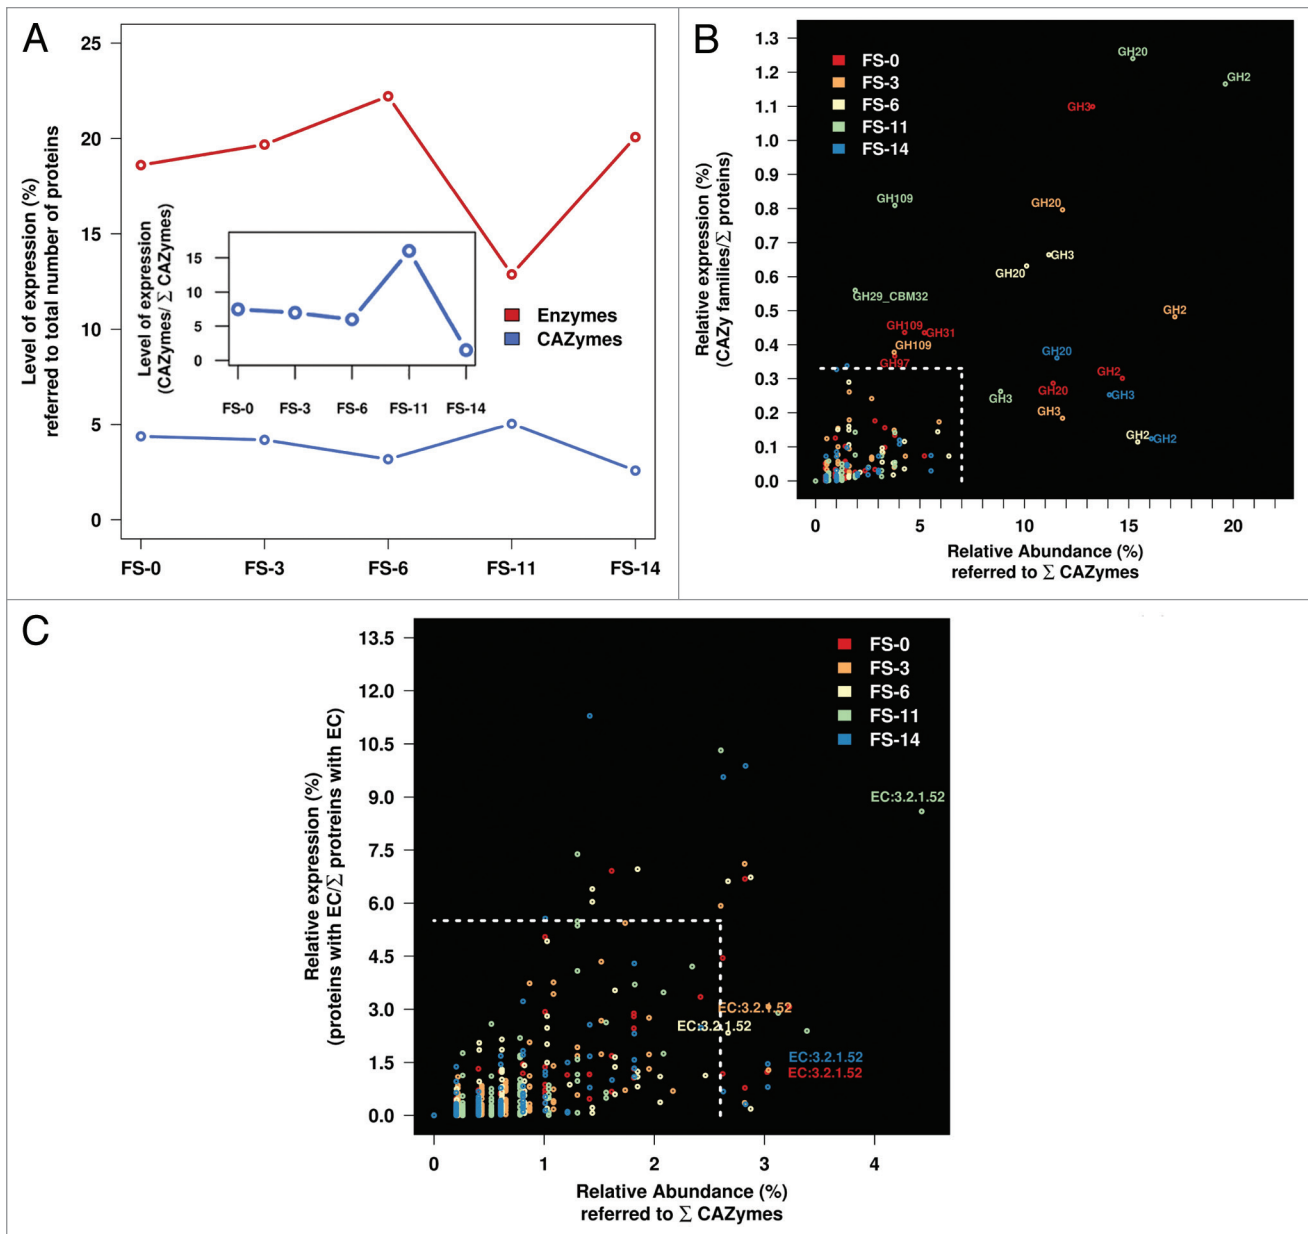 A
Level of expression (%)
referred to total number of proteins
25
20
15
10
5
0
FS-0
FS-3
FS-6
FS-11
FS-14
Enzymes
CAZymes
Level of expression
(CAZymes/ Σ CAZymes)
15
10
5
0
FS-0
FS-3
FS-6
FS-11
FS-14
B
Relative expression (%)
(CAZy families/Σ proteins)
1.3
1.2
1.1
1.0
0.9
0.8
0.7
0.6
0.5
0.4
0.3
0.2
0.1
0.0
FS-0
FS-3
FS-6
FS-11
FS-14
GH20
GH2
GH3
GH109
GH20
GH3
GH20
GH29_CBM32
GH2
GH109
GH31
GH109
GH97
GH20
GH2
GH20
GH3
GH3
GH3
GH2
GH2
0
5
10
15
20
Relative Abundance (%)
referred to Σ CAZymes
C
Relative expression (%)
(proteins with EC/Σ protreins with EC)
13.5
12.0
10.5
9.0
7.5
6.0
4.5
3.0
1.5
0.0
FS-0
FS-3
FS-6
FS-11
FS-14
EC:3.2.1.52
EC:3.2.1.52
EC:3.2.1.52
EC:3.2.1.52
EC:3.2.1.52
0
1
2
3
4
Relative Abundance (%)
referred to Σ CAZymes